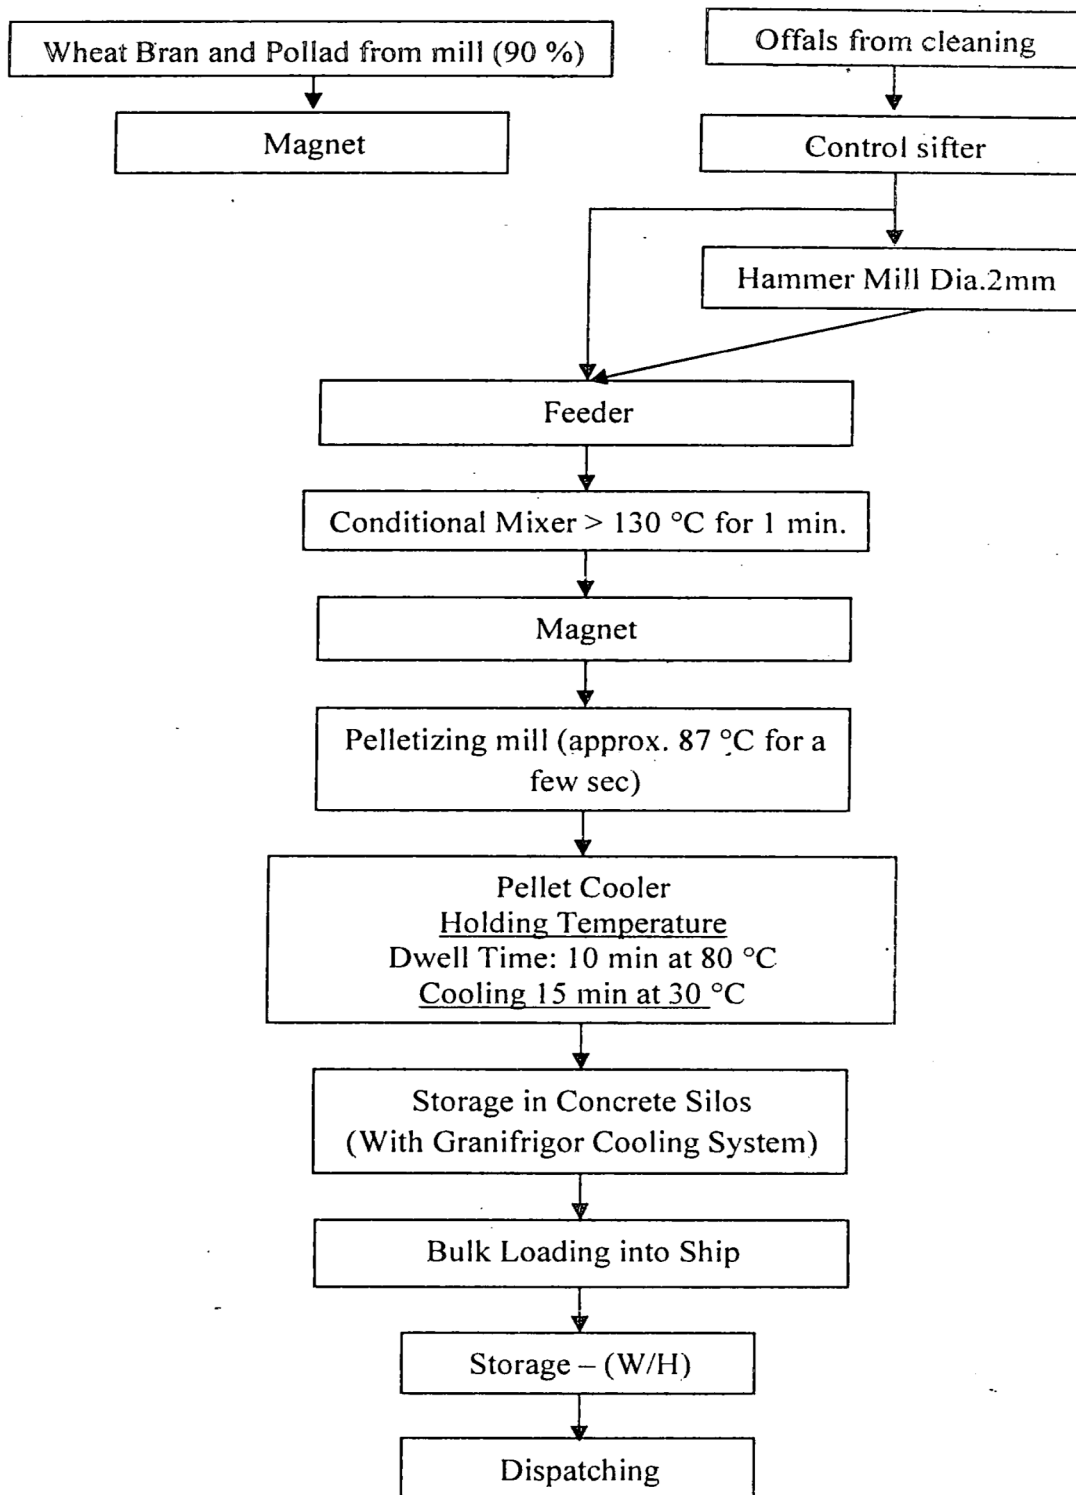 Wheat Bran and Pollad from mill (90 %)
Offals from cleaning
Magnet
Control sifter
Hammer Mill Dia.2mm
Feeder
Conditional Mixer > 130 °C for 1 min.
Magnet
Pelletizing mill (approx. 87 °C for a
few sec)
Pellet Cooler
Holding Temperature
Dwell Time: 10 min at 80 °C
Cooling 15 min at 30 °C
Storage in Concrete Silos
(With Granifrigor Cooling System)
Bulk Loading into Ship
Storage – (W/H)
Dispatching